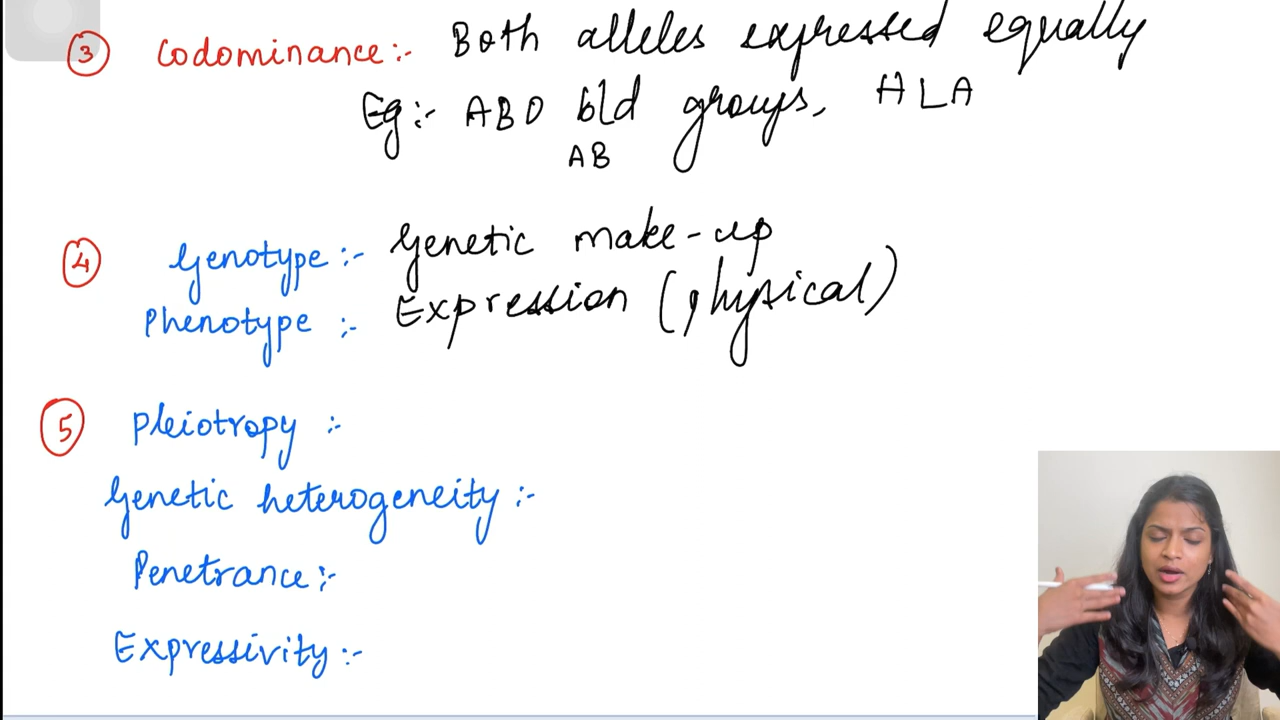 3 Codominance:- Both alleles expressed equally
Eg:- ABO bld groups, HLA
AB
4 Genotype:- Genetic make-up
Phenotype:- Expression (physical)
5 Pleiotropy:-
Genetic heterogeneity:-
Penetrance:-
Expressivity:-